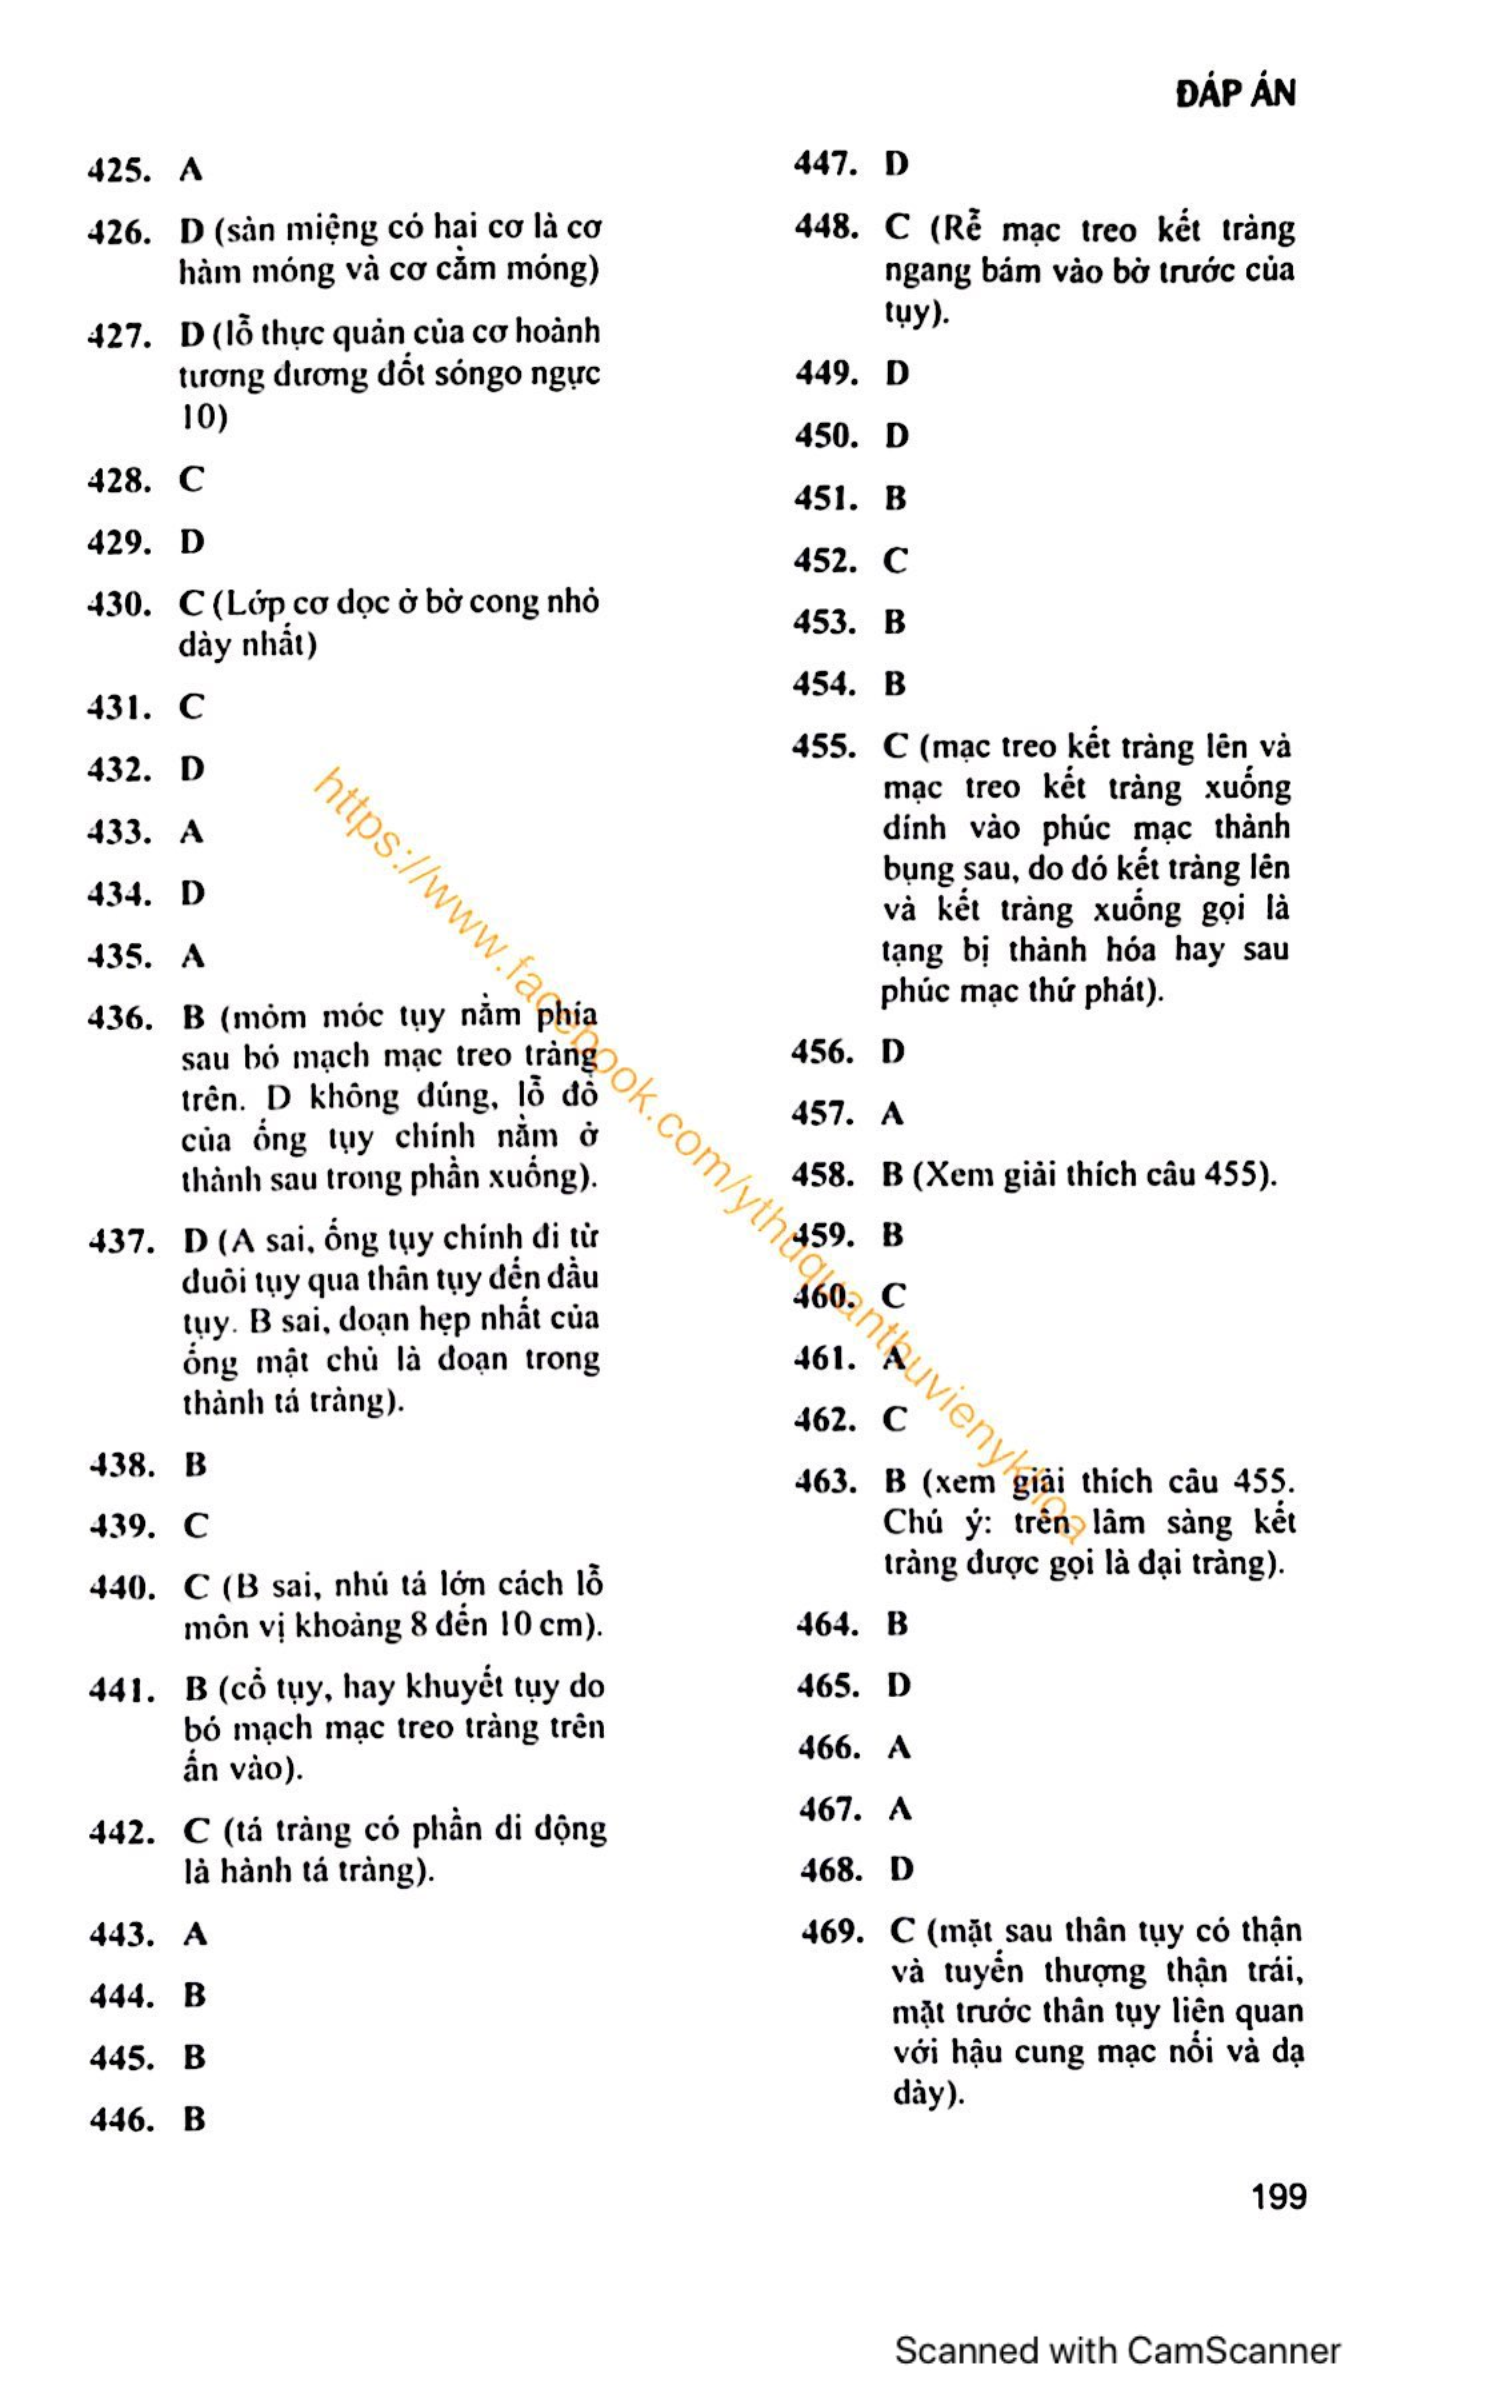 ĐÁP ÁN
425. A
426. D (sàn miệng có hai cơ là cơ
hàm móng và cơ cằm móng)
427. D (lỗ thực quản của cơ hoành
tương đương đốt sóngo ngực
10)
428. C
429. D
430. C (Lớp cơ dọc ở bờ cong nhỏ
dày nhất)
431. C
432. D
433. A
434. D
435. A
436. B (mỏm móc tụy nằm phía
sau bó mạch mạc treo tràng
trên. D không đúng, lỗ đổ
của ống tụy chính nằm ở
thành sau trong phần xuống).
437. D (A sai, ống tụy chính đi từ
đuôi tụy qua thân tụy đến đầu
tụy. B sai, đoạn hẹp nhất của
ống mật chủ là đoạn trong
thành tá tràng).
438. B
439. C
440. C (B sai, nhú tá lớn cách lỗ
môn vị khoảng 8 đến 10 cm).
441. B (cổ tụy, hay khuyết tụy do
bó mạch mạc treo tràng trên
ấn vào).
442. C (tá tràng có phần di động
là hành tá tràng).
443. A
444. B
445. B
446. B
447. D
448. C (Rễ mạc treo kết tràng
ngang bám vào bờ trước của
tụy).
449. D
450. D
451. B
452. C
453. B
454. B
455. C (mạc treo kết tràng lên và
mạc treo kết tràng xuống
dính vào phúc mạc thành
bụng sau, do đó kết tràng lên
và kết tràng xuống gọi là
tạng bị thành hóa hay sau
phúc mạc thứ phát).
456. D
457. A
458. B (Xem giải thích câu 455).
459. B
460. C
461. A
462. C
463. B (xem giải thích câu 455.
Chú ý: trên lâm sàng kết
tràng được gọi là đại tràng).
464. B
465. D
466. A
467. A
468. D
469. C (mặt sau thân tụy có thận
và tuyến thượng thận trái,
mặt trước thân tụy liên quan
với hậu cung mạc nối và dạ
dày).
199
https://www.facebook.com/ythuquanthuvienykhoa
Scanned with CamScanner